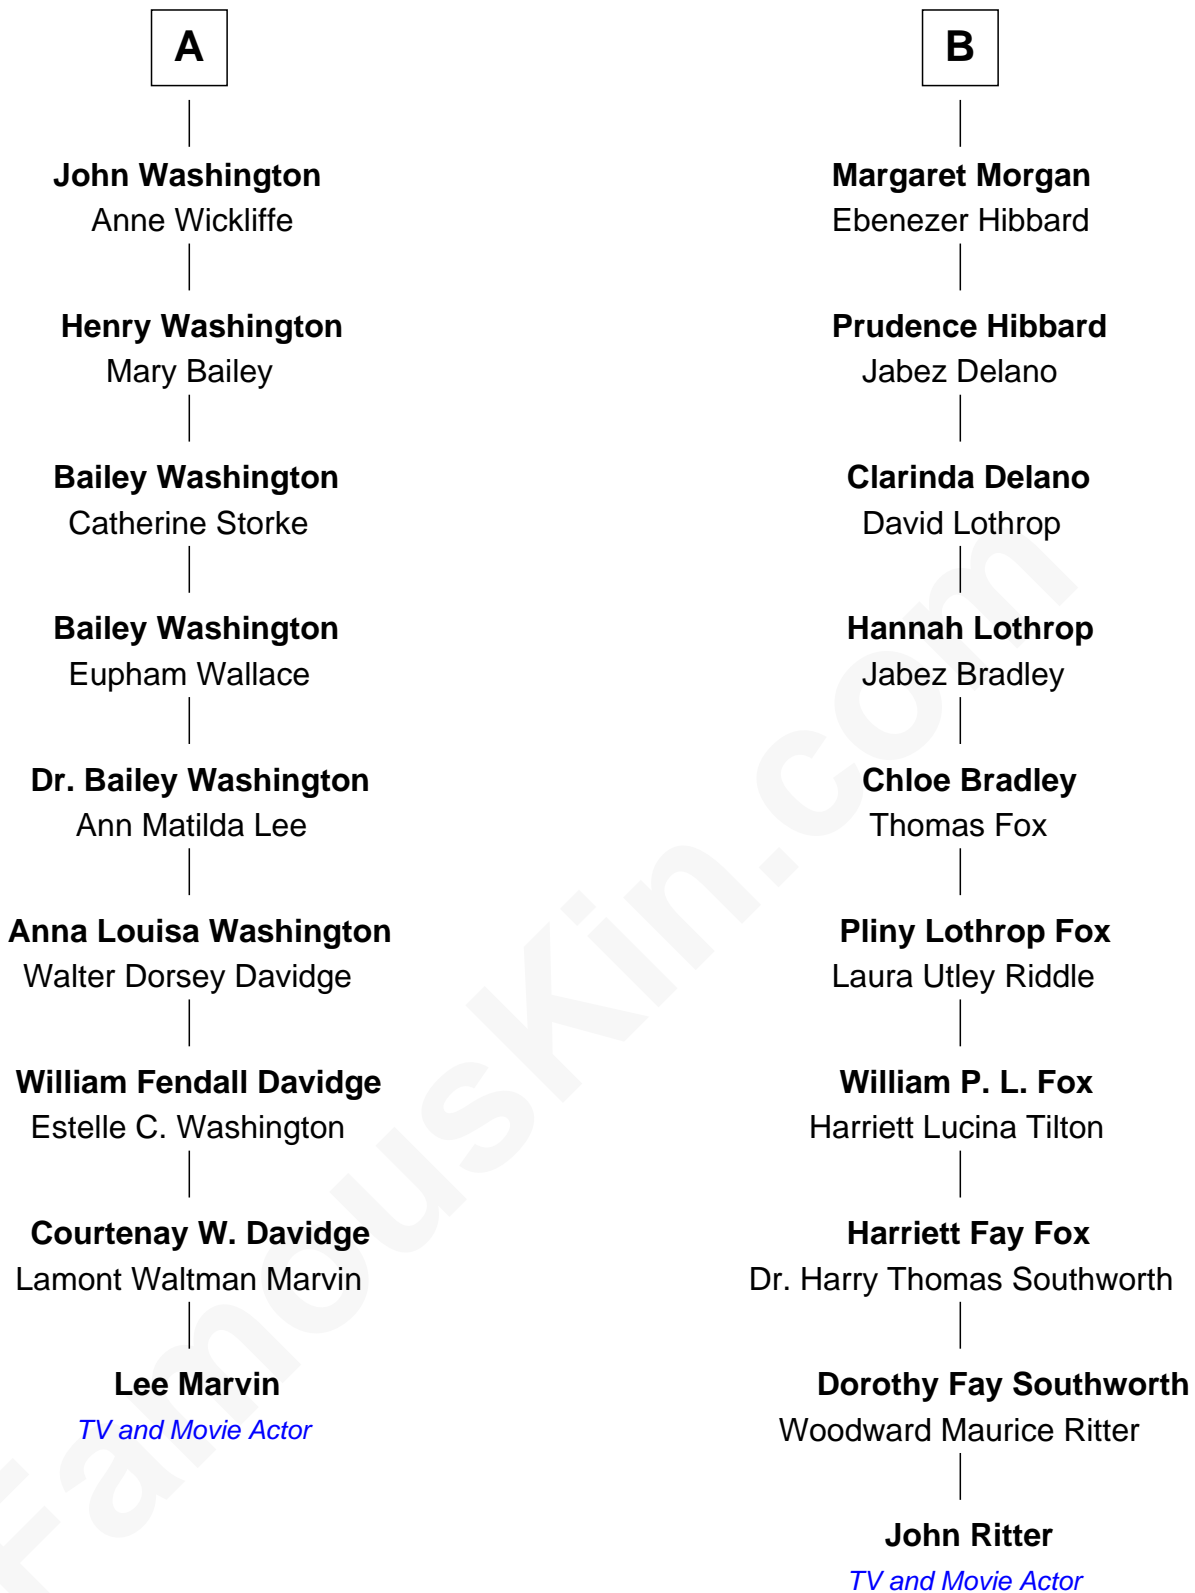 A
John Washington
Anne Wickliffe
Henry Washington
Mary Bailey
Bailey Washington
Catherine Storke
Bailey Washington
Eupham Wallace
Dr. Bailey Washington
Ann Matilda Lee
Anna Louisa Washington
Walter Dorsey Davidge
William Fendall Davidge
Estelle C. Washington
Courtenay W. Davidge
Lamont Waltman Marvin
Lee Marvin
TV and Movie Actor
B
Margaret Morgan
Ebenezer Hibbard
Prudence Hibbard
Jabez Delano
Clarinda Delano
David Lothrop
Hannah Lothrop
Jabez Bradley
Chloe Bradley
Thomas Fox
Pliny Lothrop Fox
Laura Utley Riddle
William P. L. Fox
Harriett Lucina Tilton
Harriett Fay Fox
Dr. Harry Thomas Southworth
Dorothy Fay Southworth
Woodward Maurice Ritter
John Ritter
TV and Movie Actor
FamousKin.com